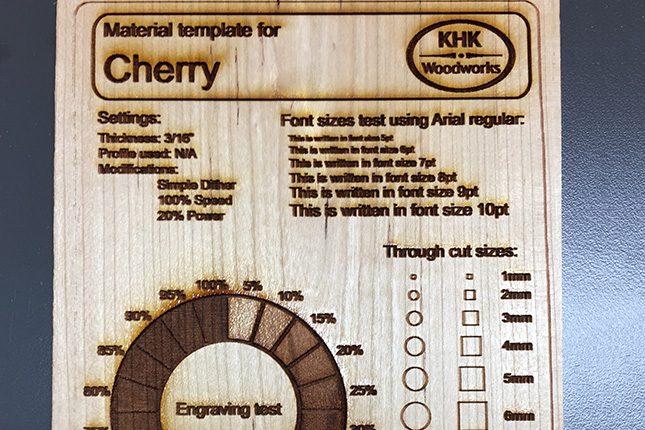 Material template for
Cherry
KHK
Woodworks
Settings:
Thickness: 3/16"
Profile used: N/A
Modifications:
Simple Dither
100% Speed
20% Power
Font sizes test using Arial regular:
This is written in font size 5pt
This is written in font size 6pt
This is written in font size 7pt
This is written in font size 8pt
This is written in font size 9pt
This is written in font size 10pt
Through cut sizes:
1mm
2mm
3mm
4mm
5mm
6mm
100%
5%
10%
15%
20%
25%
30%
95%
90%
85%
80%
Engraving test